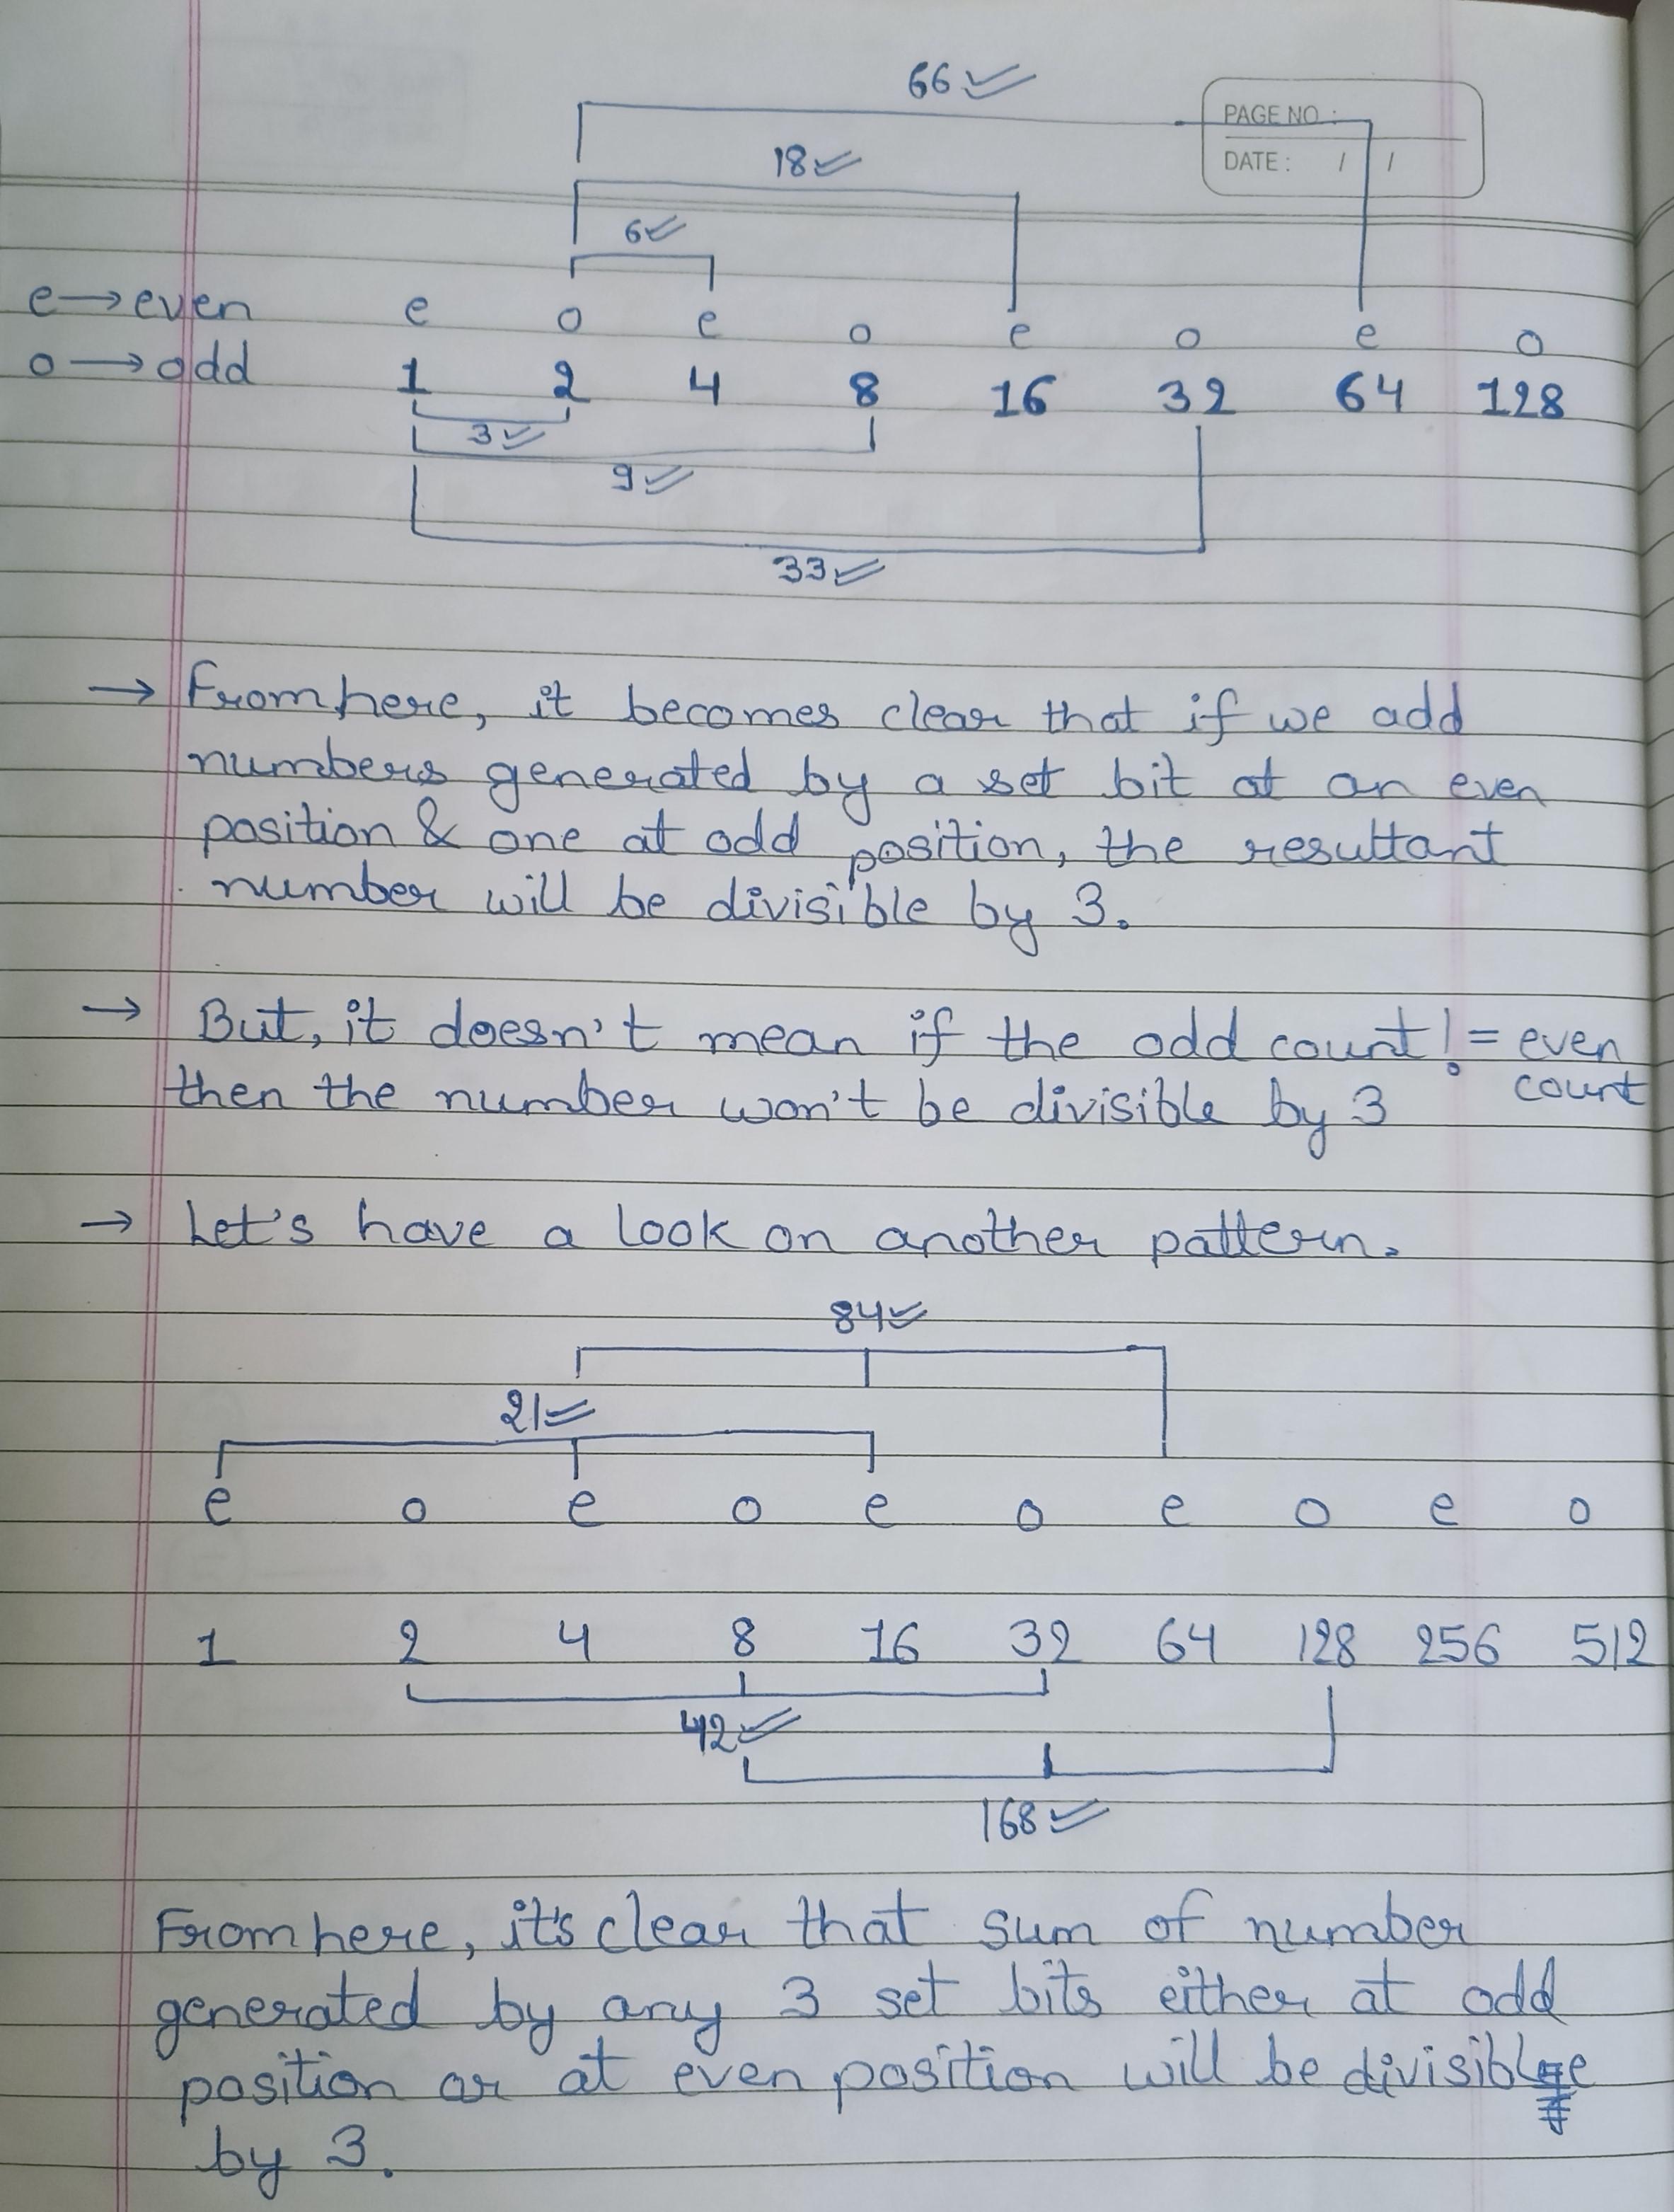 66
PAGE NO :
DATE : / /
18
6
e→even e o e o e o e o
o→odd 1 2 4 8 16 32 64 128
3
9
33
→ From here, it becomes clear that if we add
numbers generated by a set bit at an even
position & one at odd position, the resultant
number will be divisible by 3.
→ But, it doesn't mean if the odd count != even
count
then the number won't be divisible by 3
→ Let's have a look on another pattern.
84
21
e o e o e o e o e o
1 2 4 8 16 32 64 128 256 512
42
168
From here, it's clear that sum of number
generated by any 3 set bits either at odd
position or at even position will be divisible
by 3.